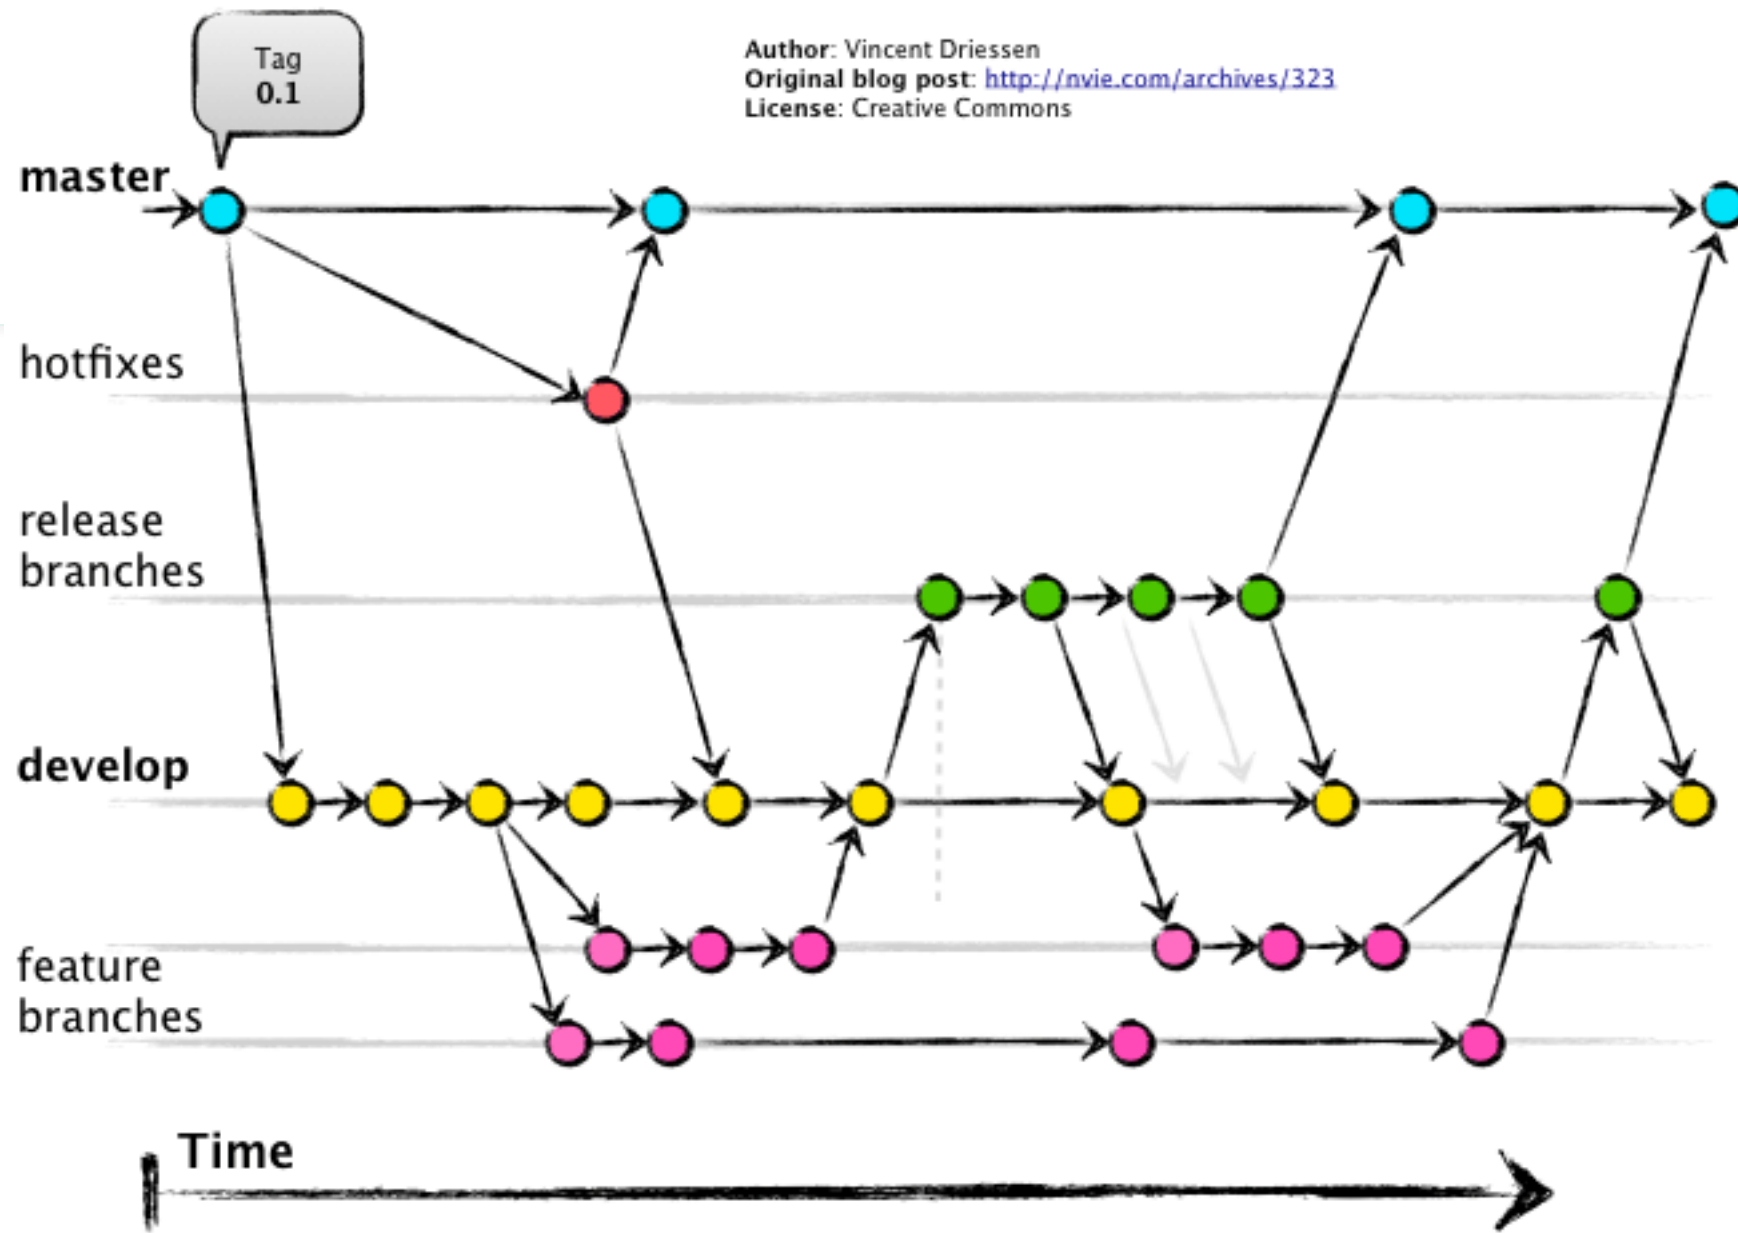 Tag
0.1
Author: Vincent Driessen
Original blog post: http://nvie.com/archives/323
License: Creative Commons
master
hotfixes
release
branches
develop
feature
branches
Time